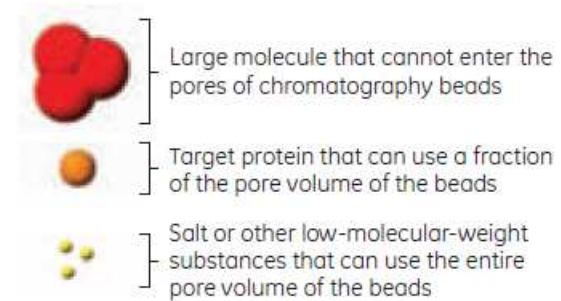 Large molecule that cannot enter the
pores of chromatography beads
Target protein that can use a fraction
of the pore volume of the beads
Salt or other low-molecular-weight
substances that can use the entire
pore volume of the beads